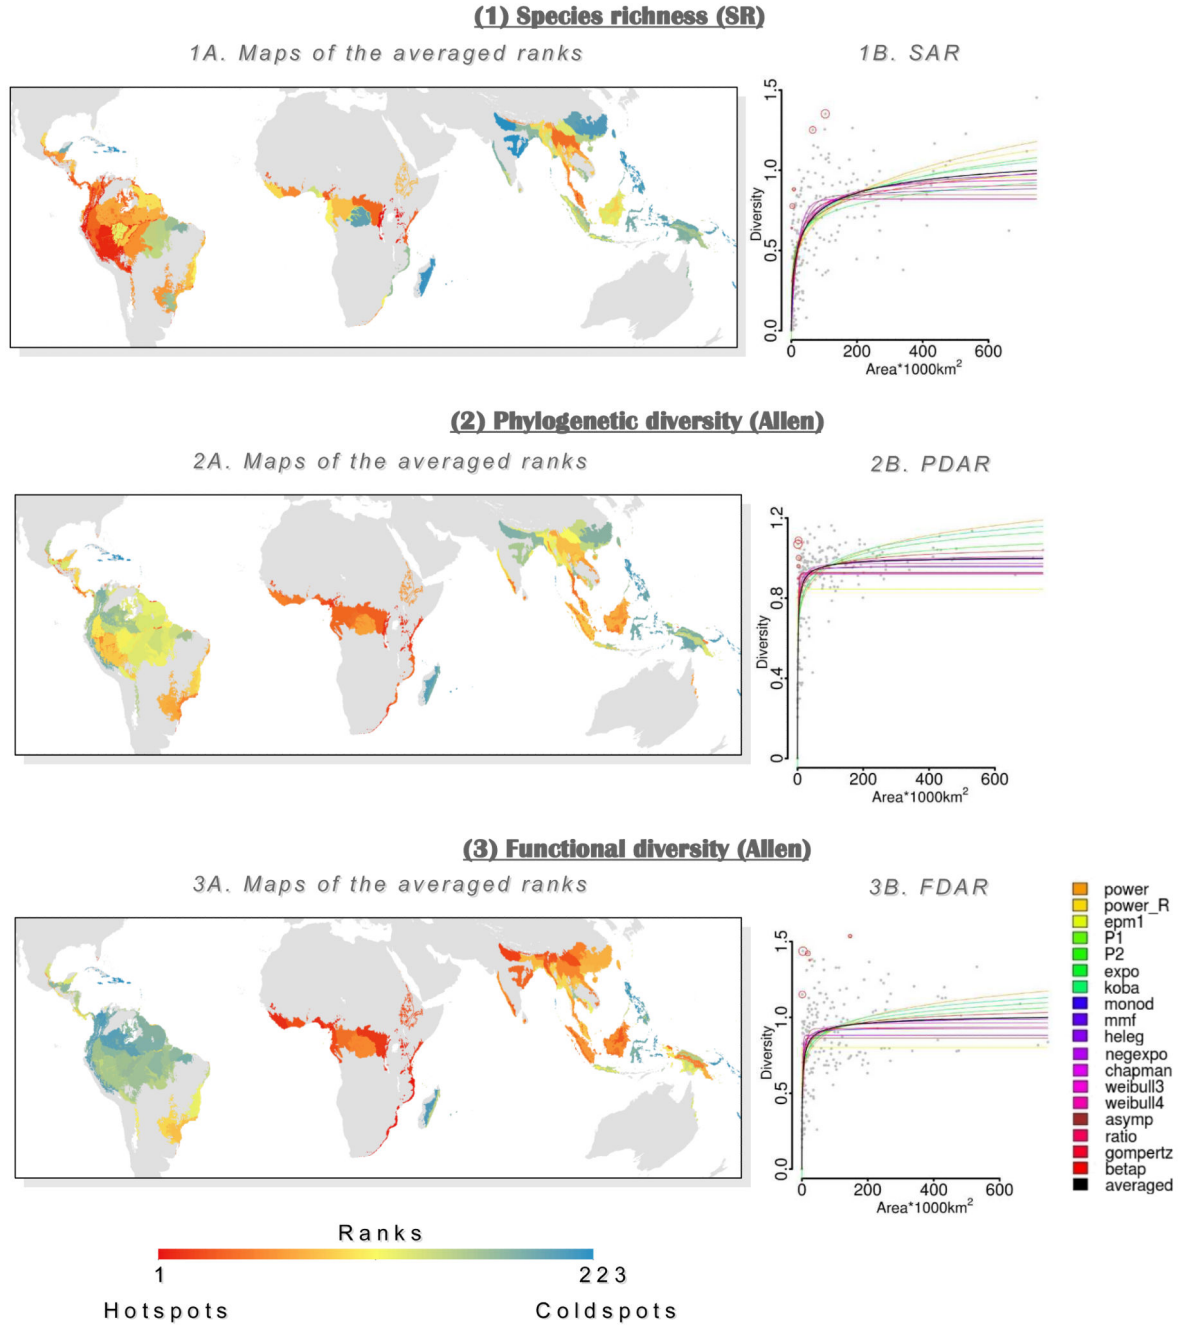 (1) Species richness (SR)
1A. Maps of the averaged ranks
1B. SAR
Diversity
0.0
0.5
1.0
1.5
0 200 400 600
Area*1000km2
(2) Phylogenetic diversity (Allen)
2A. Maps of the averaged ranks
2B. PDAR
Diversity
0
0.4
0.8
1.2
0 200 400 600
Area*1000km2
(3) Functional diversity (Allen)
3A. Maps of the averaged ranks
3B. FDAR
Diversity
0.0
0.5
1.0
1.5
0 200 400 600
Area*1000km2
power
power_R
epm1
P1
P2
expo
koba
monod
mmf
heleg
negexpo
chapman
weibull3
weibull4
asymp
ratio
gompertz
betap
averaged
Ranks
1 223
Hotspots Coldspots